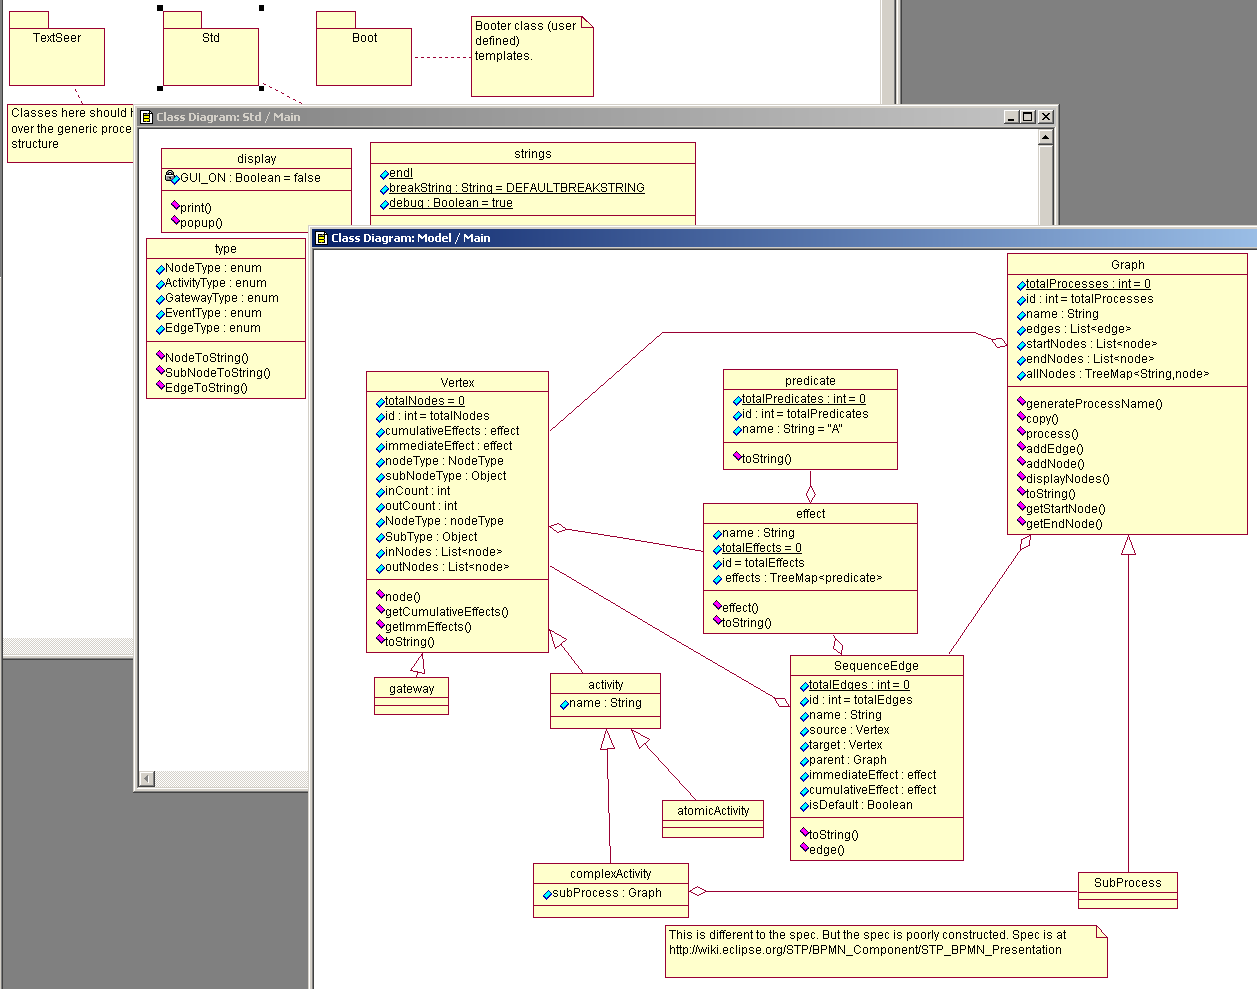 TextSeer
Std
Boot
Booter class (user
defined)
templates.
Classes here should
over the generic proce
structure
Class Diagram: Std / Main
display
GUI_ON : Boolean = false
print()
popup()
strings
endl
breakString : String = DEFAULTBREAKSTRING
debug : Boolean = true
type
NodeType : enum
ActivityType : enum
GatewayType : enum
EventType : enum
EdgeType : enum
NodeToString()
SubNodeToString()
EdgeToString()
Class Diagram: Model / Main
Graph
totalProcesses : int = 0
id : int = totalProcesses
name : String
edges : List<edge>
startNodes : List<node>
endNodes : List<node>
allNodes : TreeMap<String,node>
generateProcessName()
copy()
process()
addEdge()
addNode()
displayNodes()
toString()
getStartNode()
getEndNode()
Vertex
totalNodes = 0
id : int = totalNodes
cumulativeEffects : effect
immediateEffect : effect
nodeType : NodeType
subNodeType : Object
inCount : int
outCount : int
NodeType : nodeType
SubType : Object
inNodes : List<node>
outNodes : List<node>
node()
getCumulativeEffects()
getImmEffects()
toString()
predicate
totalPredicates : int = 0
id : int = totalPredicates
name : String = "A"
toString()
effect
name : String
totalEffects = 0
id = totalEffects
effects : TreeMap<predicate>
effect()
toString()
SequenceEdge
totalEdges : int = 0
id : int = totalEdges
name : String
source : Vertex
target : Vertex
parent : Graph
immediateEffect : effect
cumulativeEffect : effect
isDefault : Boolean
toString()
edge()
gateway
activity
name : String
atomicActivity
complexActivity
subProcess : Graph
SubProcess
This is different to the spec. But the spec is poorly constructed. Spec is at
http://wiki.eclipse.org/STP/BPMN_Component/STP_BPMN_Presentation